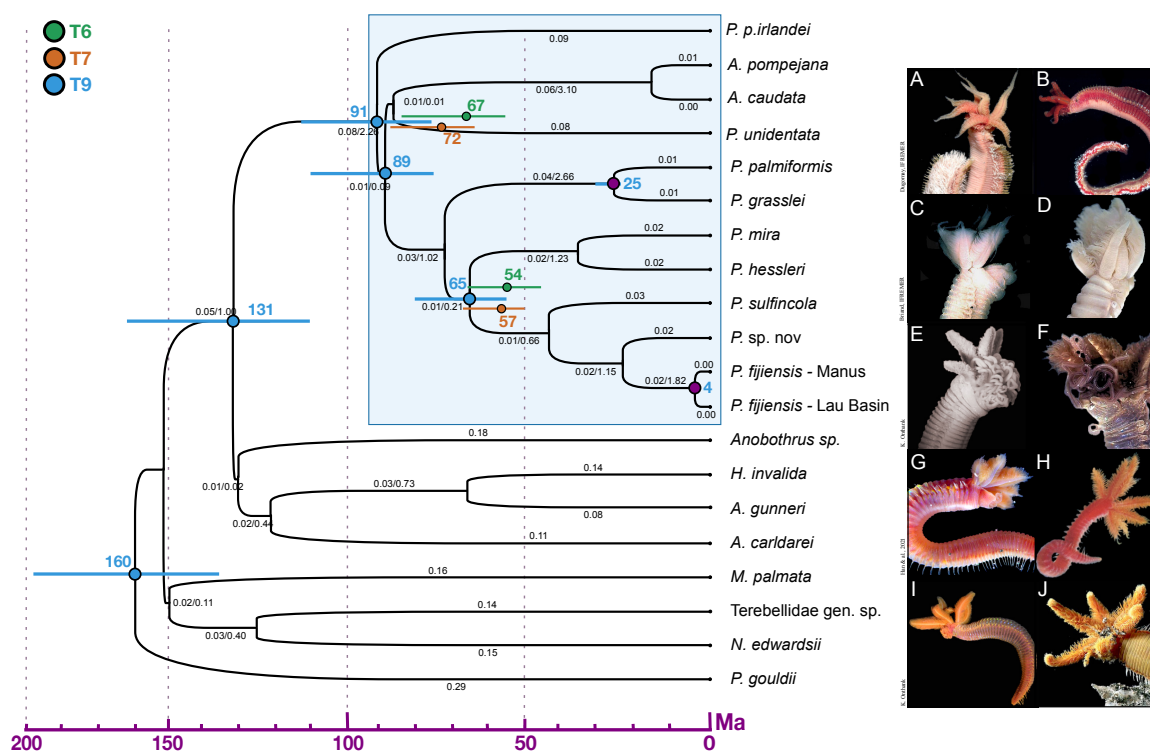 T6
T7
T9
P. p.irlandei
0.09
A. pompejana
0.01
0.06/3.10
A. caudata
0.00
0.01/0.01
67
91
0.08/2.26
72
0.08
P. unidentata
89
0.01/0.09
0.01
P. palmiformis
0.04/2.66
25
0.01
P. grasslei
0.02
P. mira
0.03/1.02
0.02/1.23
0.02
P. hessleri
65
54
0.01/0.21
57
0.03
P. sulfincola
0.01/0.66
0.02
P. sp. nov
0.02/1.15
0.00
P. fijiensis - Manus
0.02/1.82
4
0.00
P. fijiensis - Lau Basin
0.05/1.00
131
0.18
Anobothrus sp.
0.01/0.02
0.14
H. invalida
0.03/0.73
0.08
A. gunneri
0.02/0.44
0.11
A. carldarei
160
0.16
M. palmata
0.02/0.11
0.14
Terebellidae gen. sp.
0.03/0.40
0.15
N. edwardsii
0.29
P. gouldii
200
150
100
50
0
Ma
A
B
C
D
Briand, IFREMER
E
F
K. Outbank
G
H
I
J
K. Outbank